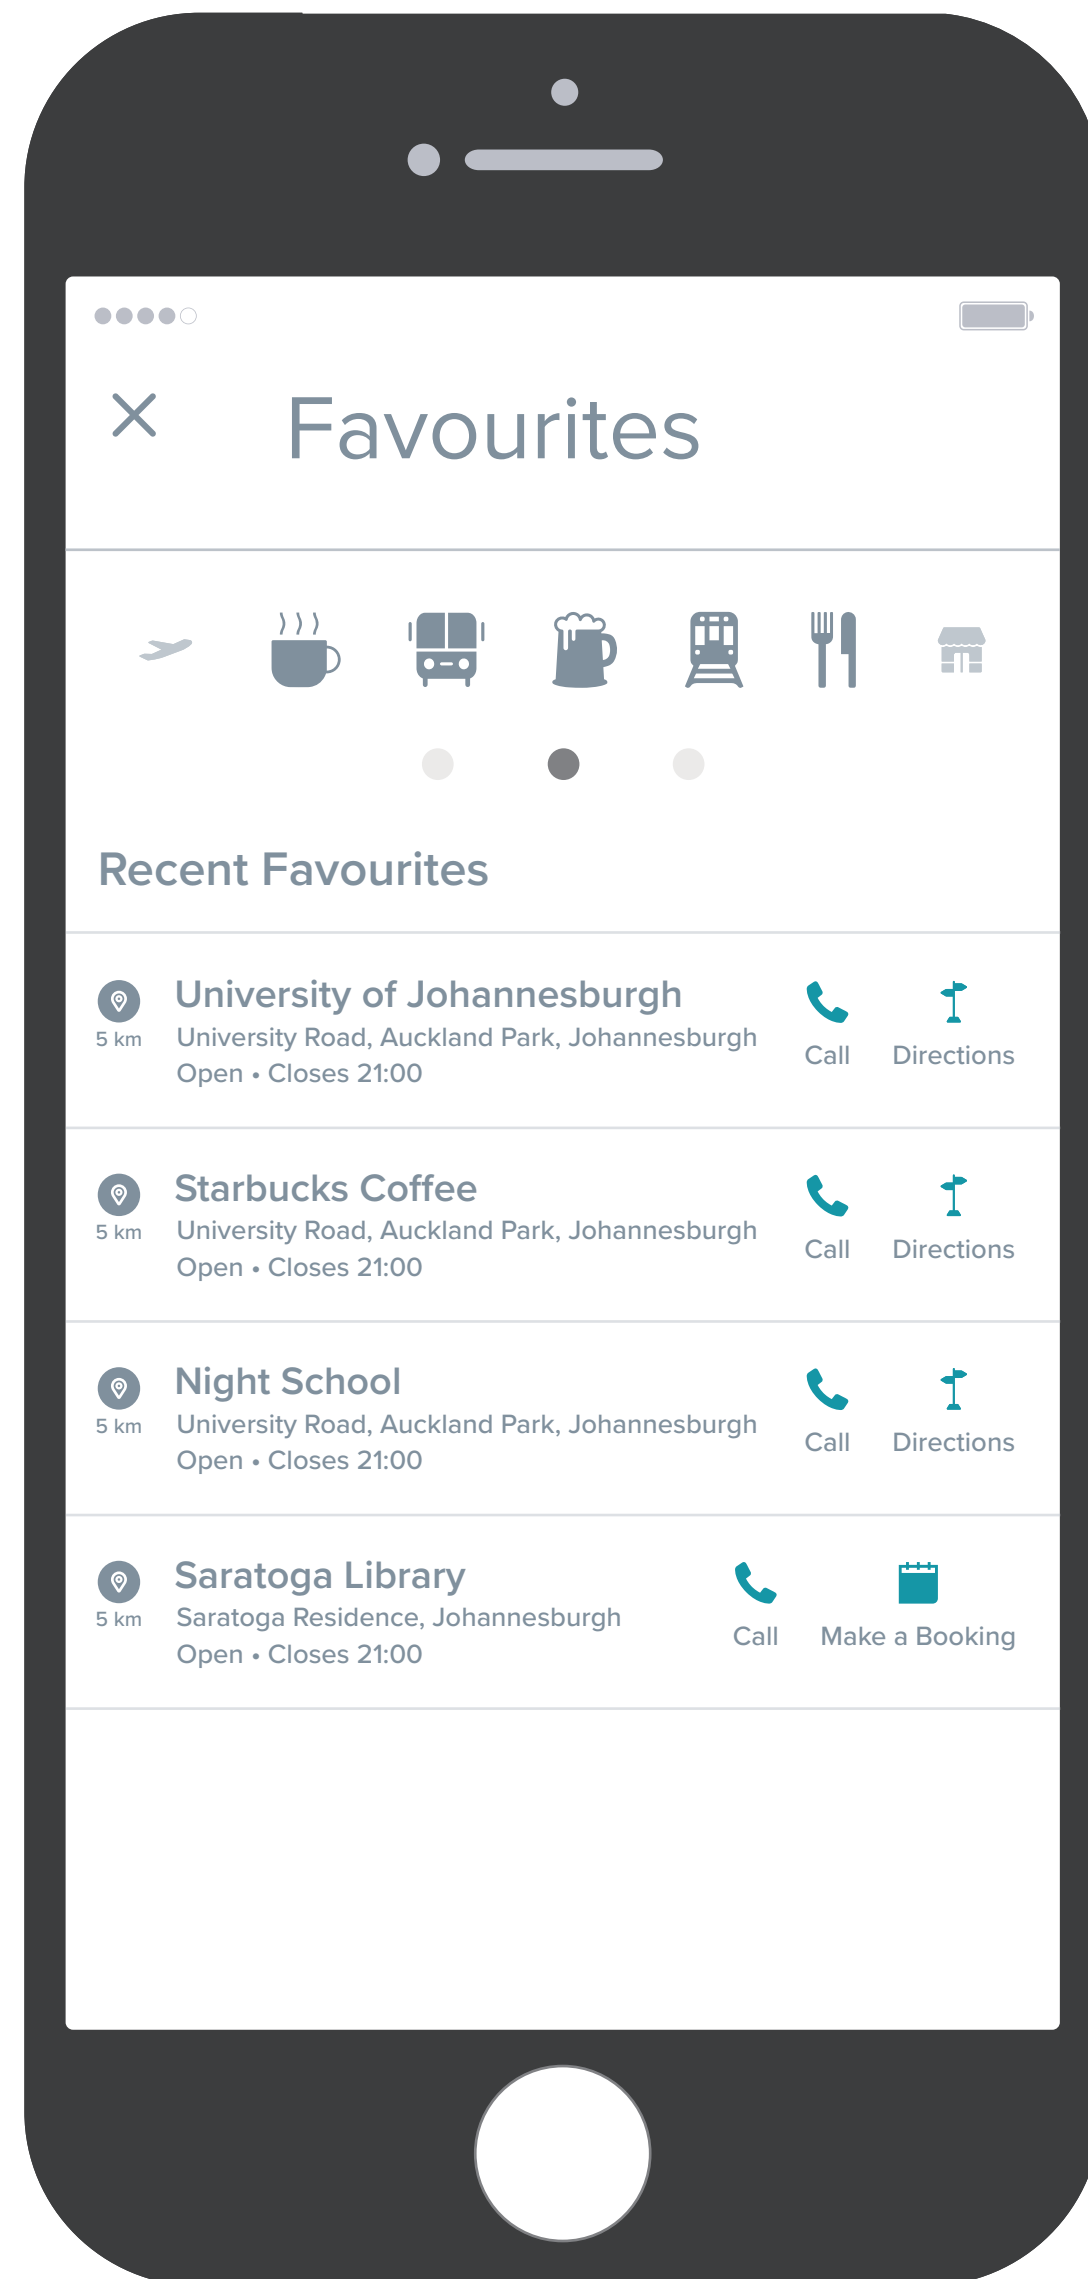 Favourites
Recent Favourites
University of Johannesburgh
5 km
University Road, Auckland Park, Johannesburgh
Open • Closes 21:00
Call
Directions
Starbucks Coffee
5 km
University Road, Auckland Park, Johannesburgh
Open • Closes 21:00
Call
Directions
Night School
5 km
University Road, Auckland Park, Johannesburgh
Open • Closes 21:00
Call
Directions
Saratoga Library
5 km
Saratoga Residence, Johannesburgh
Open • Closes 21:00
Call
Make a Booking